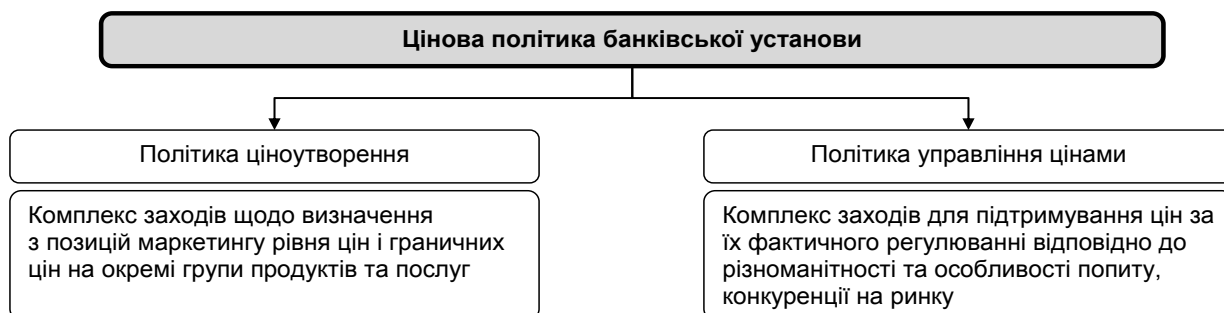 Цінова політика банківської установи
Політика ціноутворення
Комплекс заходів щодо визначення
з позицій маркетингу рівня цін і граничних
цін на окремі групи продуктів та послуг
Політика управління цінами
Комплекс заходів для підтримування цін за
їх фактичного регулюванні відповідно до
різноманітності та особливості попиту,
конкуренції на ринку